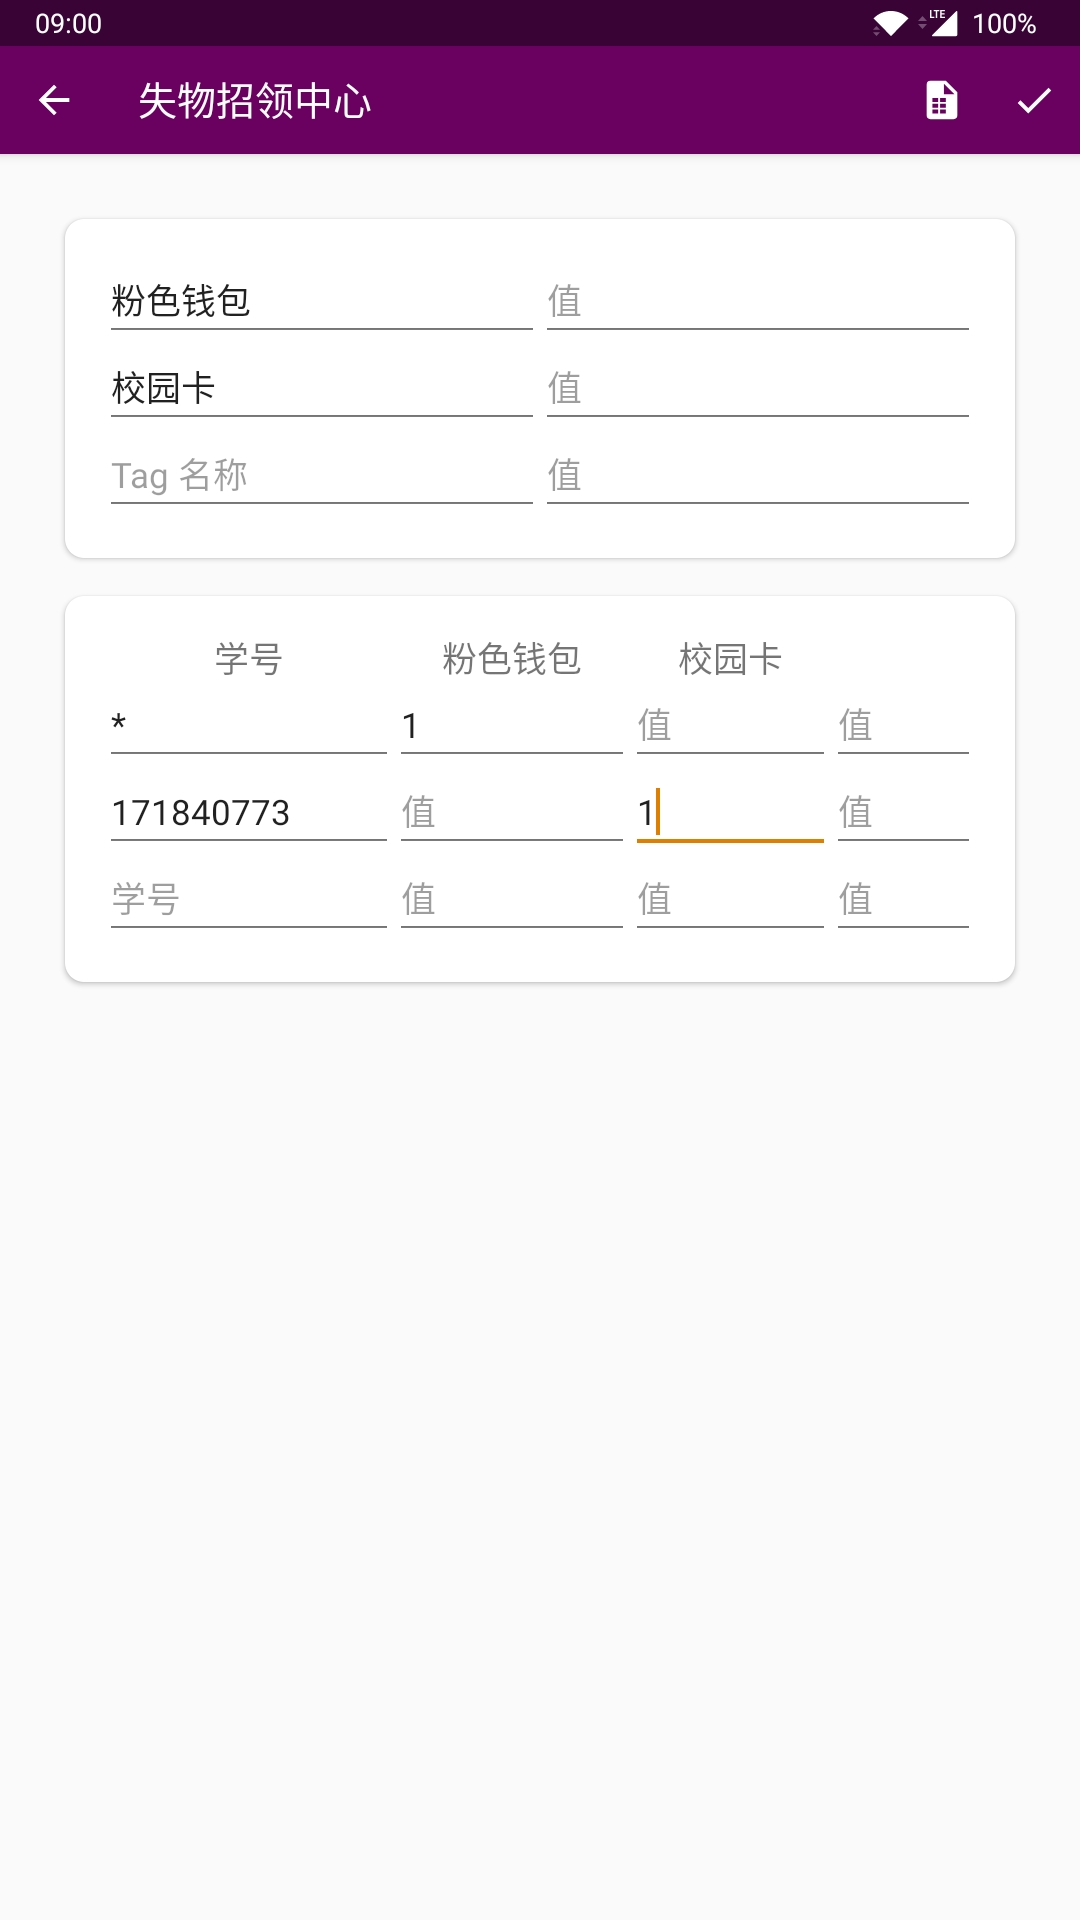 09:00 LTE 100%
失物招领中心
粉色钱包 值
校园卡 值
Tag 名称 值
学号 粉色钱包 校园卡
* 1 值 值
171840773 值 1 值
学号 值 值 值